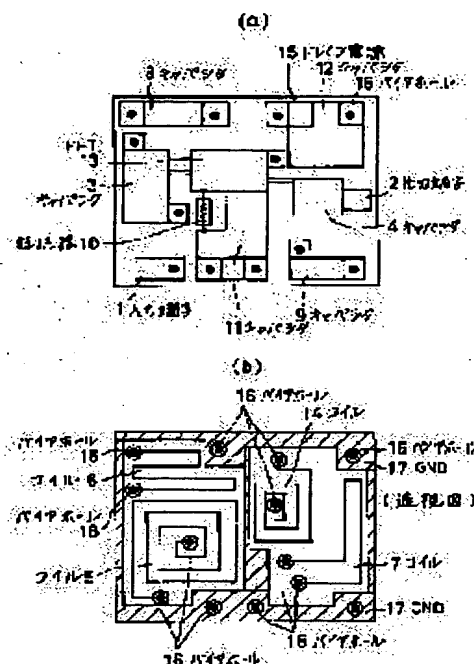 (a)
8 キャパシタ
15 ドレイン電源
12 キャパシタ
16 バイアホール
FET
13
3
キャパシタ
2 出力端子
抵抗 10
4 キャパシタ
1 入力端子
11 キャパシタ
9 キャパシタ
(b)
16 バイアホール
14 コイル
バイアホール
16
16 バイアホール
17 GND
コイル 6
(透視図)
バイアホール
16
コイル 5
7 コイル
17 GND
16 バイアホール
16 バイアホール